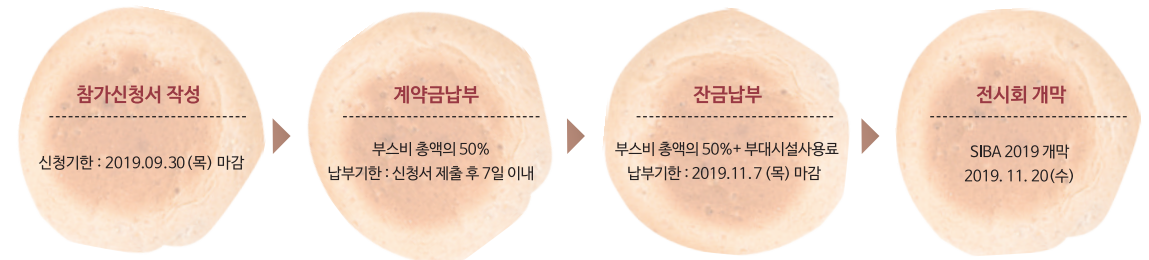 참가신청서 작성
신청기한 : 2019.09.30(목) 마감
계약금납부
부스비 총액의 50%
납부기한 : 신청서 제출 후 7일 이내
잔금납부
부스비 총액의 50%+ 부대시설사용료
납부기한 : 2019.11.7 (목) 마감
전시회 개막
SIBA 2019 개막
2019. 11. 20(수)